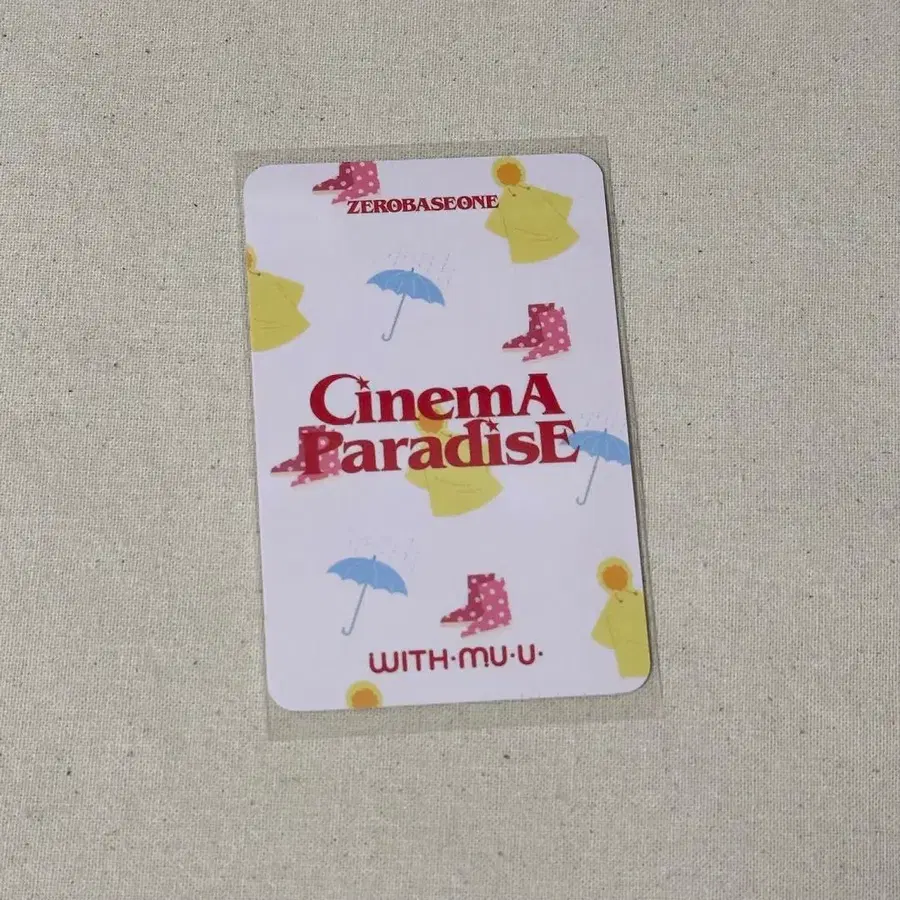 ZEROBASEONE
CinemA
ParadisE
WITH·MU·U·